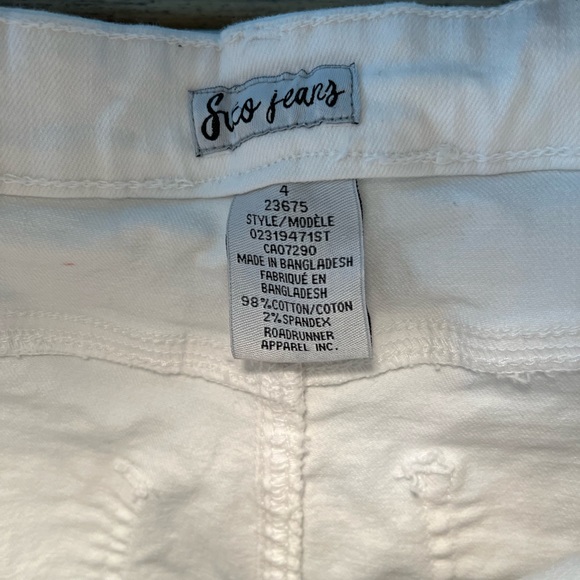 Suco jeans
4
23675
STYLE/MODÈLE
02319471ST
CA07290
MADE IN BANGLADESH
FABRIQUÉ EN
BANGLADESH
98%COTTON/COTON
2%SPANDEX
ROADRUNNER
APPAREL INC.